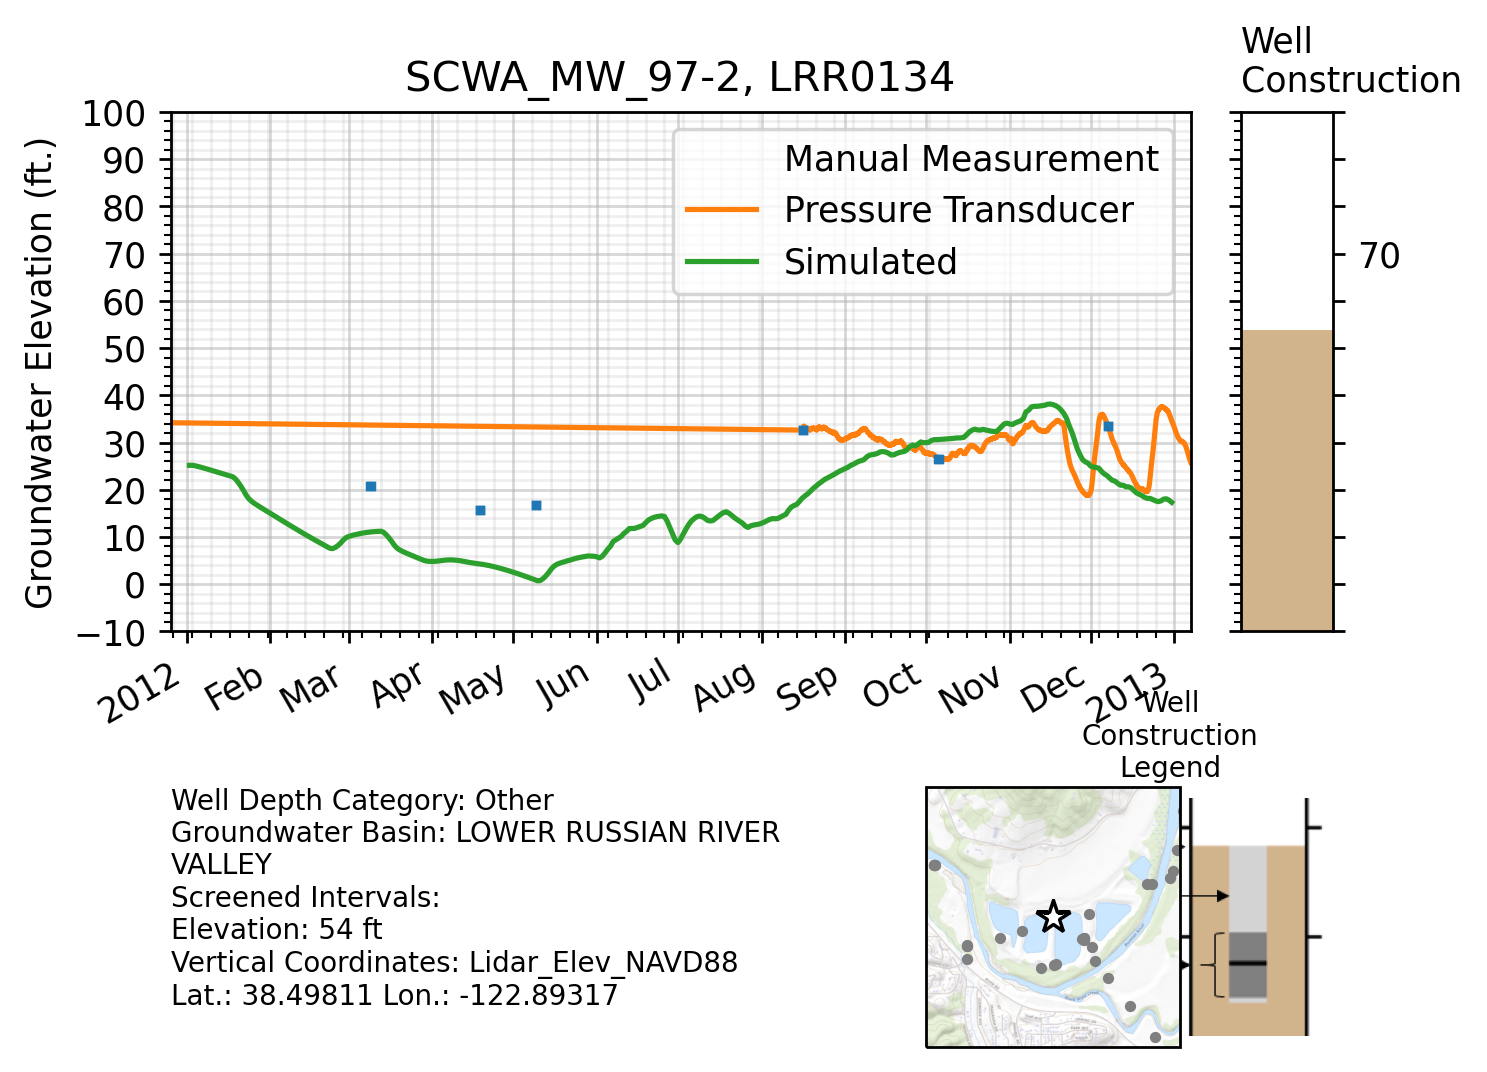 Well
Construction
SCWA_MW_97-2, LRR0134
Groundwater Elevation (ft.)
100
90
80
70
60
50
40
30
20
10
0
−10
Manual Measurement
Pressure Transducer
Simulated
70
2012
Feb
Mar
Apr
May
Jun
Jul
Aug
Sep
Oct
Nov
Dec
2013
Well
Construction
Legend
Well Depth Category: Other
Groundwater Basin: LOWER RUSSIAN RIVER
VALLEY
Screened Intervals:
Elevation: 54 ft
Vertical Coordinates: Lidar_Elev_NAVD88
Lat.: 38.49811 Lon.: -122.89317